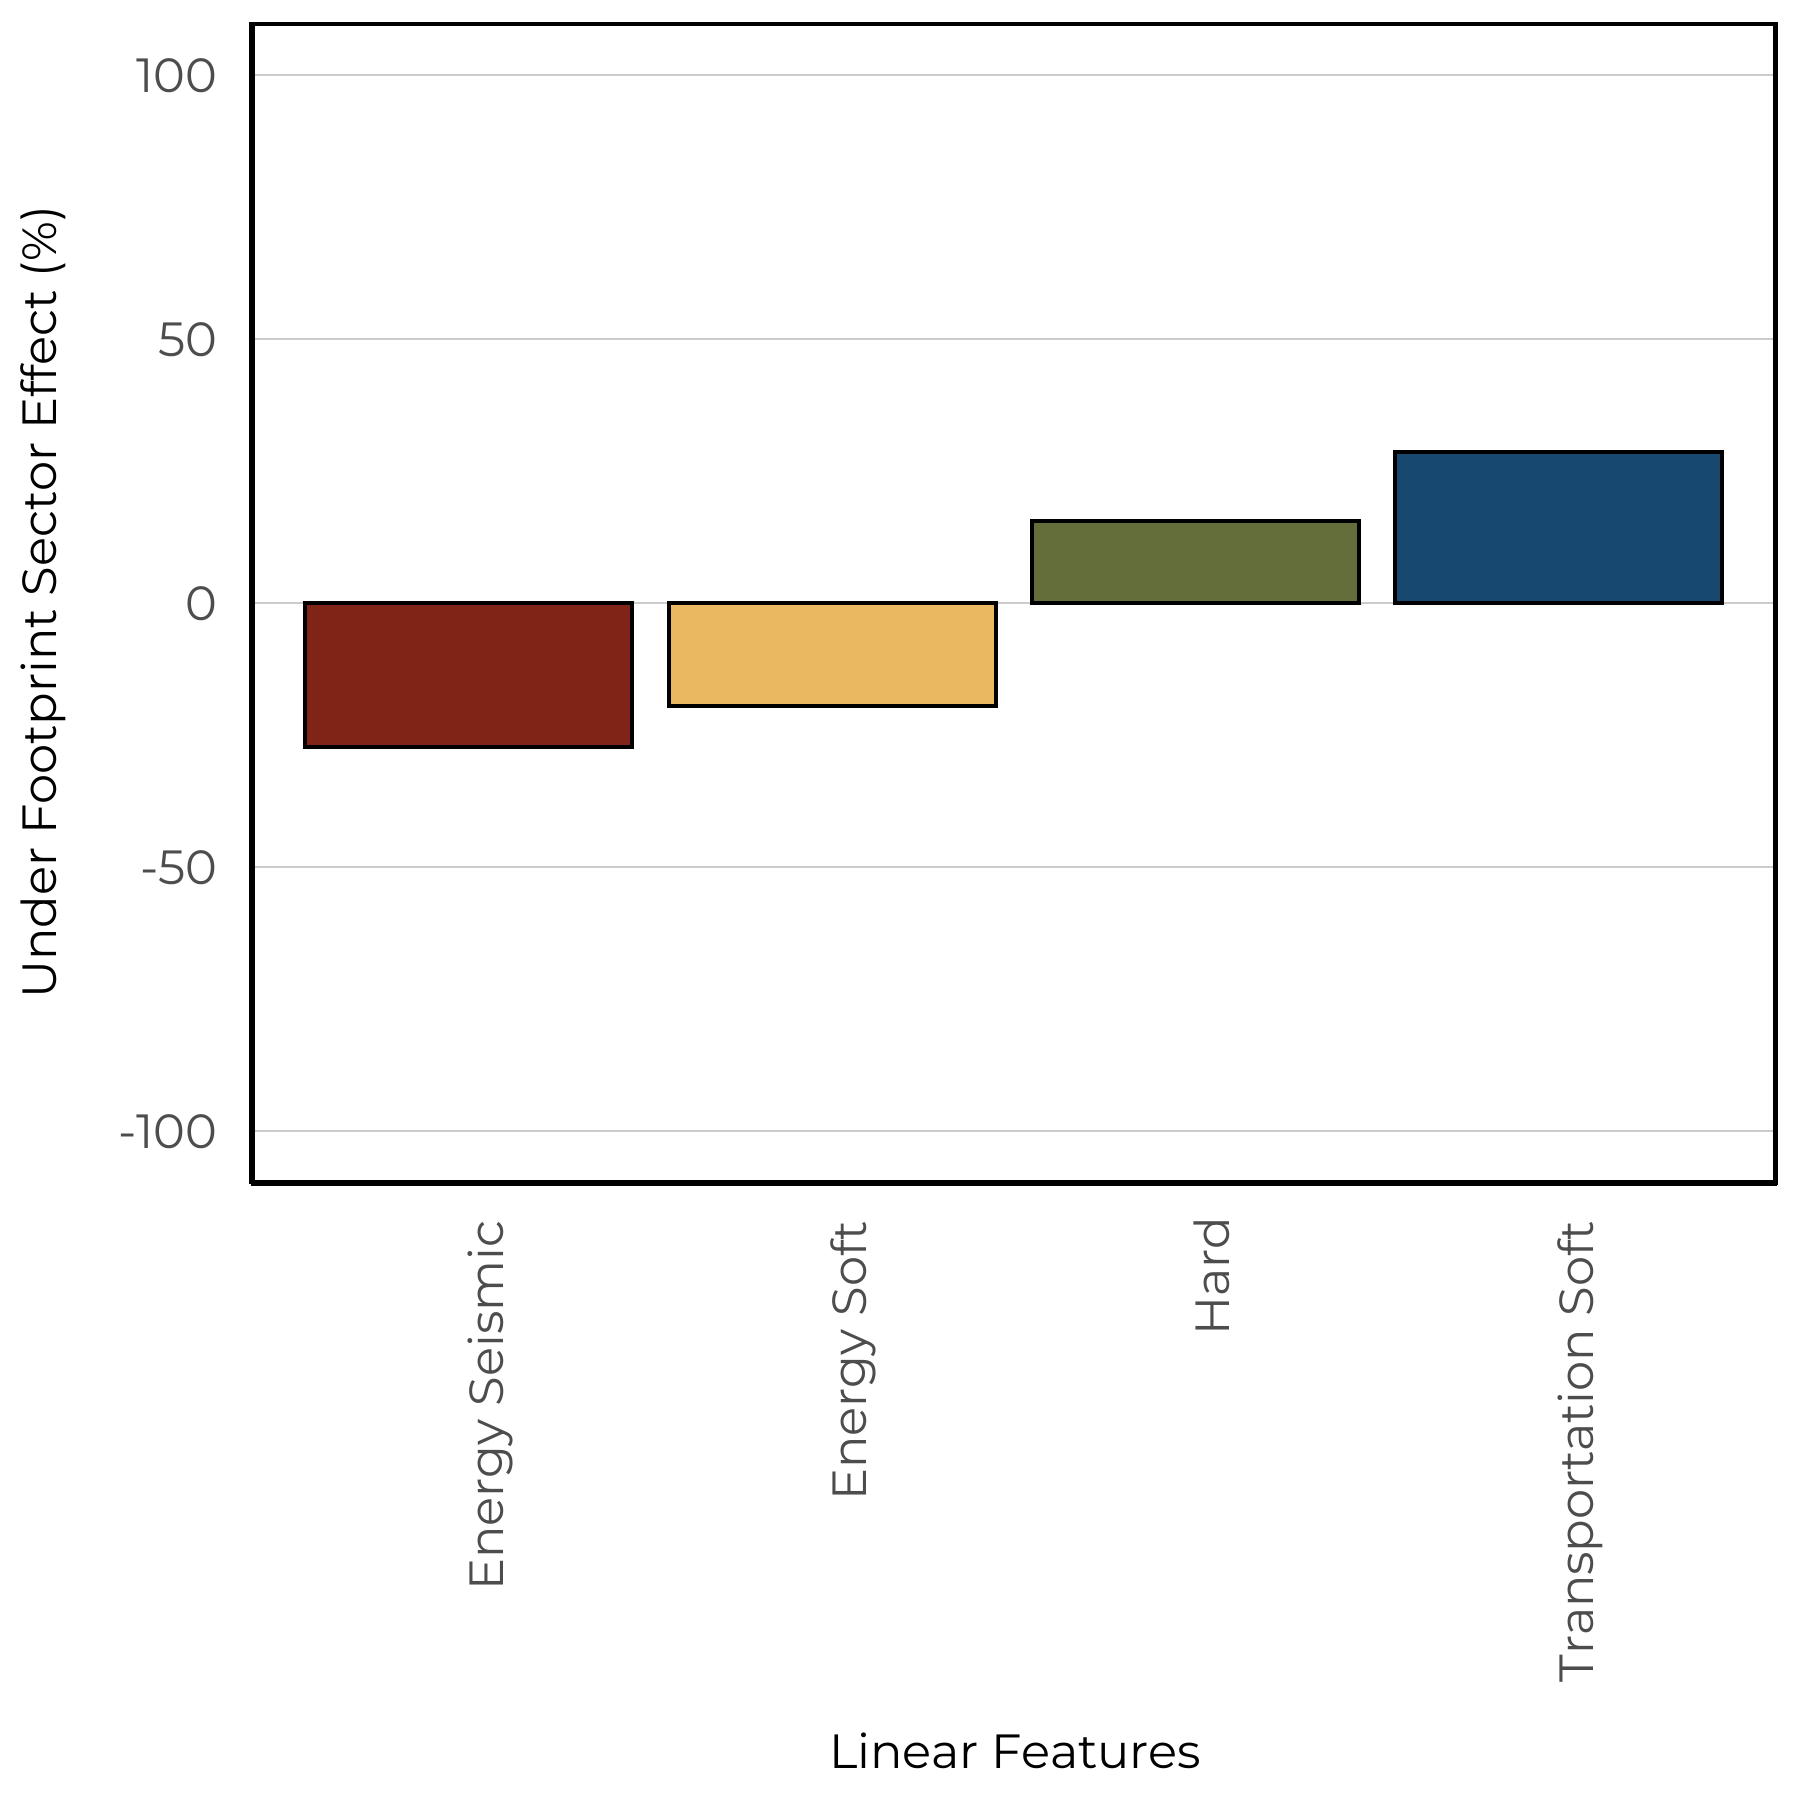 Under Footprint Sector Effect (%)
100
50
0
-50
-100
Energy Seismic
Energy Soft
Hard
Transportation Soft
Linear Features